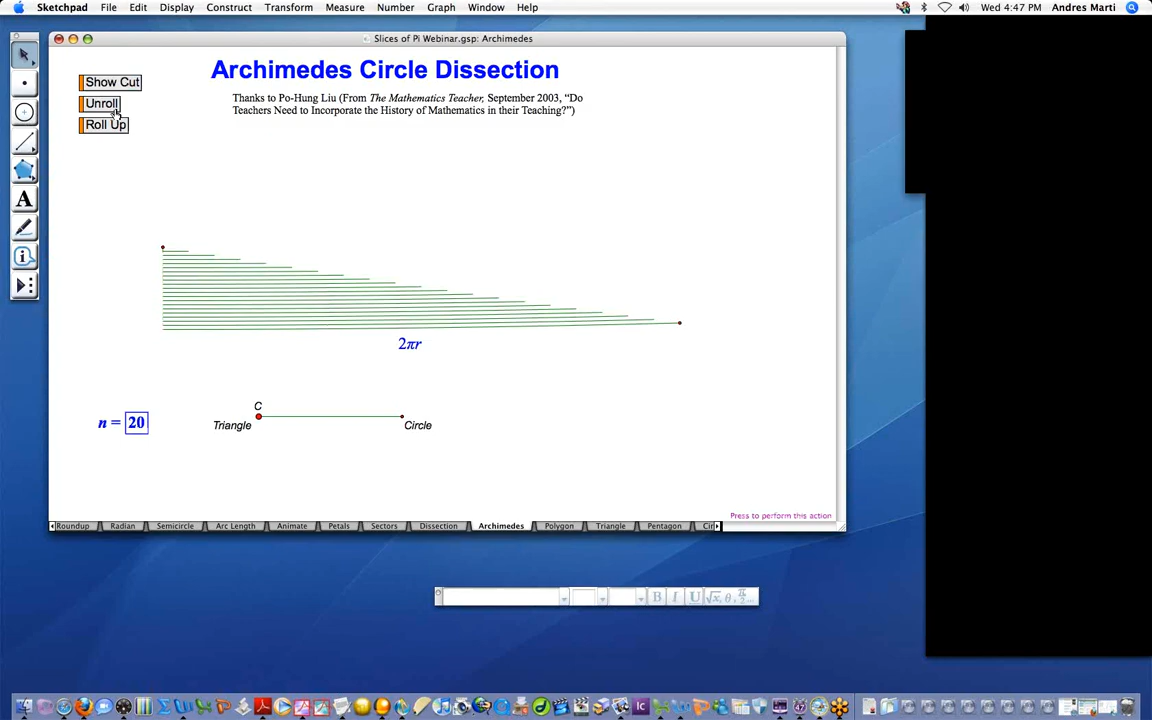 Sketchpad File Edit Display Construct Transform Measure Number Graph Window Help Wed 4:47 PM Andres Marti
Slices of Pi Webinar.gsp: Archimedes
Archimedes Circle Dissection
Show Cut
Unroll
Roll Up
Thanks to Po-Hung Liu (From The Mathematics Teacher, September 2003, “Do
Teachers Need to Incorporate the History of Mathematics in their Teaching?”)
A
2πr
C
n = 20
Triangle
Circle
Press to perform this action
Roundup Radian Semicircle Arc Length Animate Petals Sectors Dissection Archimedes Polygon Triangle Pentagon Cir
B I U √x, θ, π/2...
IC